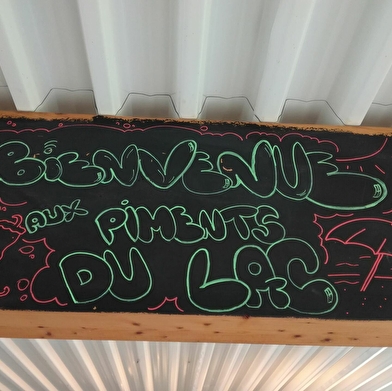 BiENVENUE
AUX PiMENTS
DU LAC